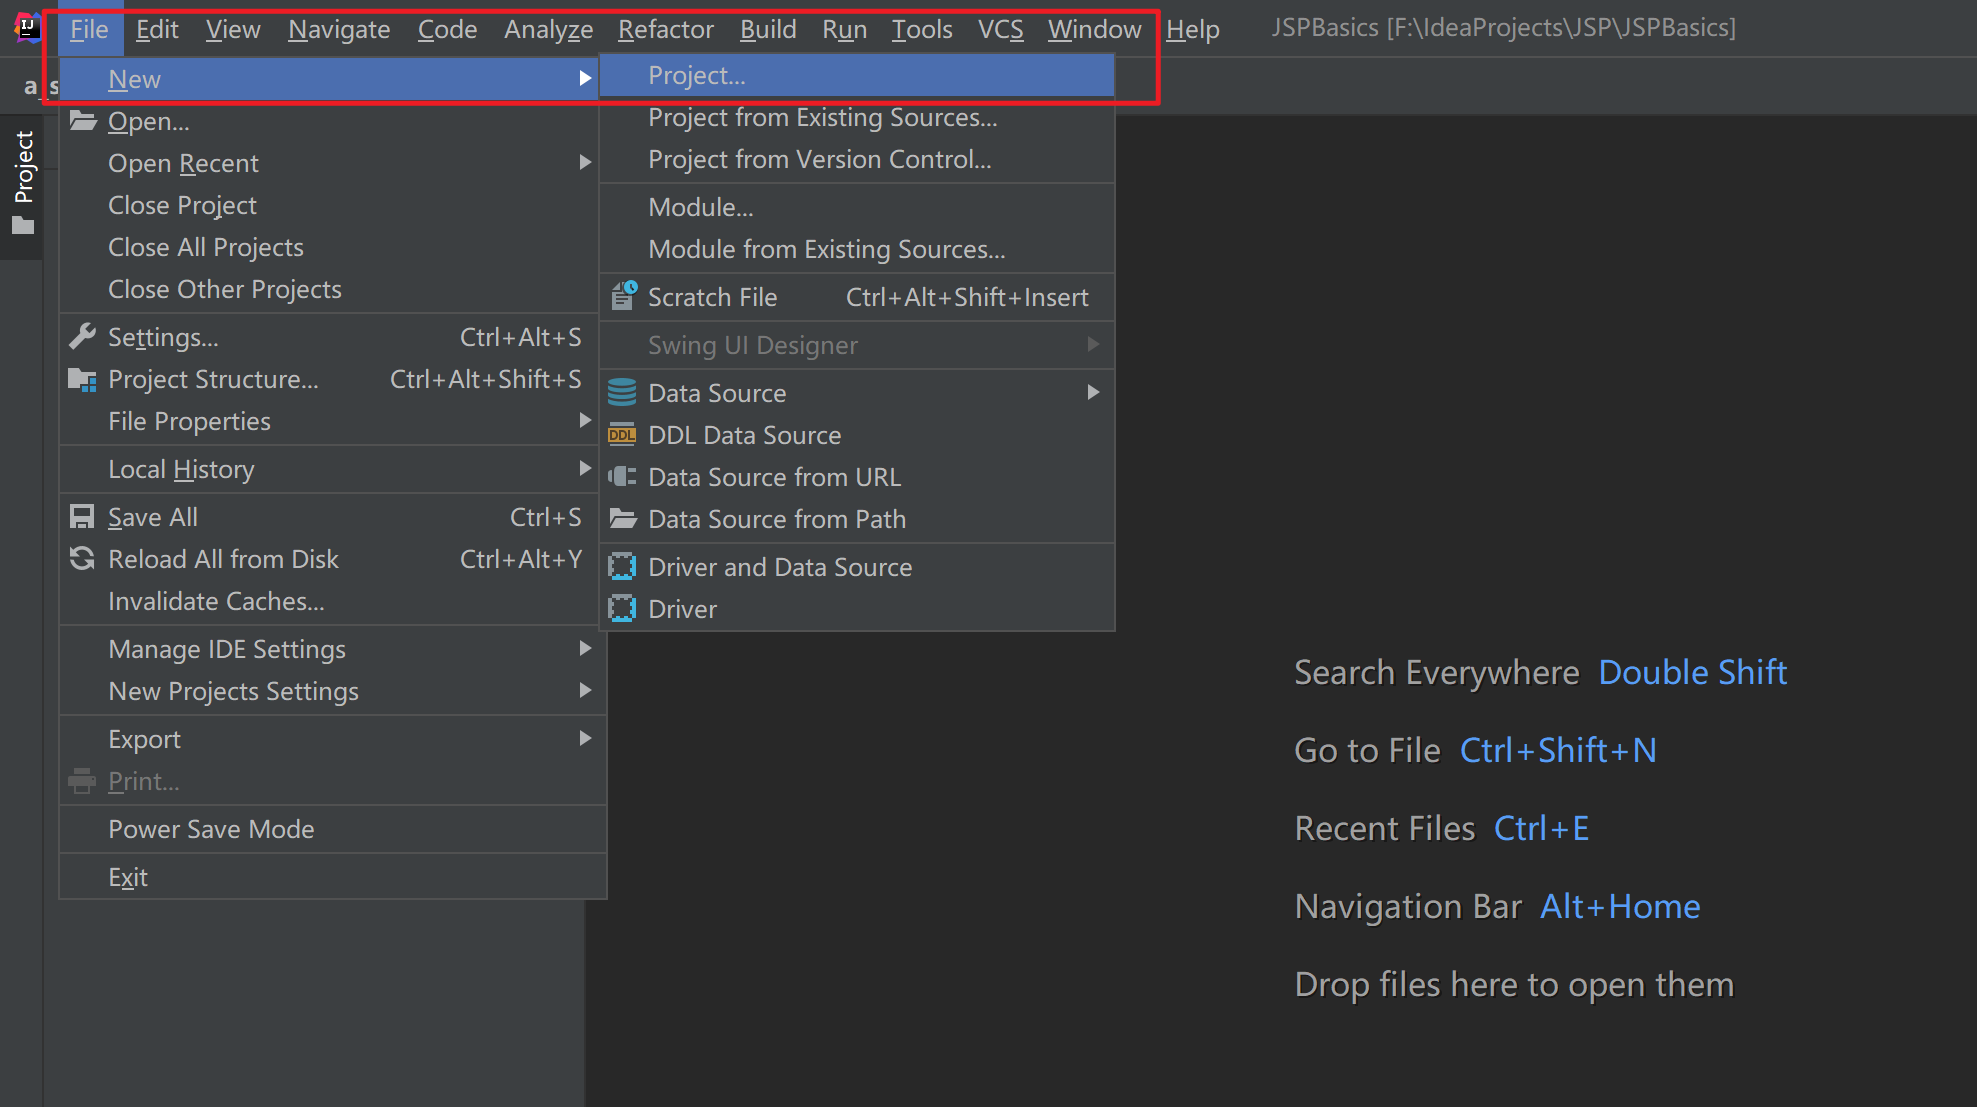 IJ File Edit View Navigate Code Analyze Refactor Build Run Tools VCS Window Help JSPBasics [F:\IdeaProjects\JSP\JSPBasics]
a_s
Project
New
Open...
Open Recent
Close Project
Close All Projects
Close Other Projects
Settings... Ctrl+Alt+S
Project Structure... Ctrl+Alt+Shift+S
File Properties
Local History
Save All Ctrl+S
Reload All from Disk Ctrl+Alt+Y
Invalidate Caches...
Manage IDE Settings
New Projects Settings
Export
Print...
Power Save Mode
Exit
Project...
Project from Existing Sources...
Project from Version Control...
Module...
Module from Existing Sources...
Scratch File Ctrl+Alt+Shift+Insert
Swing UI Designer
Data Source
DDL DDL Data Source
Data Source from URL
Data Source from Path
Driver and Data Source
Driver
Search Everywhere Double Shift
Go to File Ctrl+Shift+N
Recent Files Ctrl+E
Navigation Bar Alt+Home
Drop files here to open them